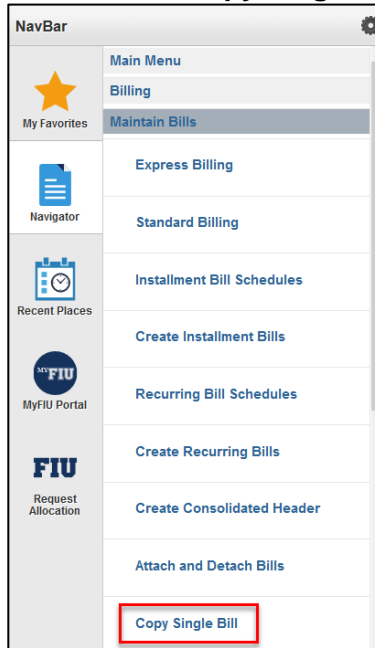 NavBar
My Favorites
Navigator
Recent Places
MYFIU
MyFIU Portal
FIU
Request
Allocation
Main Menu
Billing
Maintain Bills
Express Billing
Standard Billing
Installment Bill Schedules
Create Installment Bills
Recurring Bill Schedules
Create Recurring Bills
Create Consolidated Header
Attach and Detach Bills
Copy Single Bill